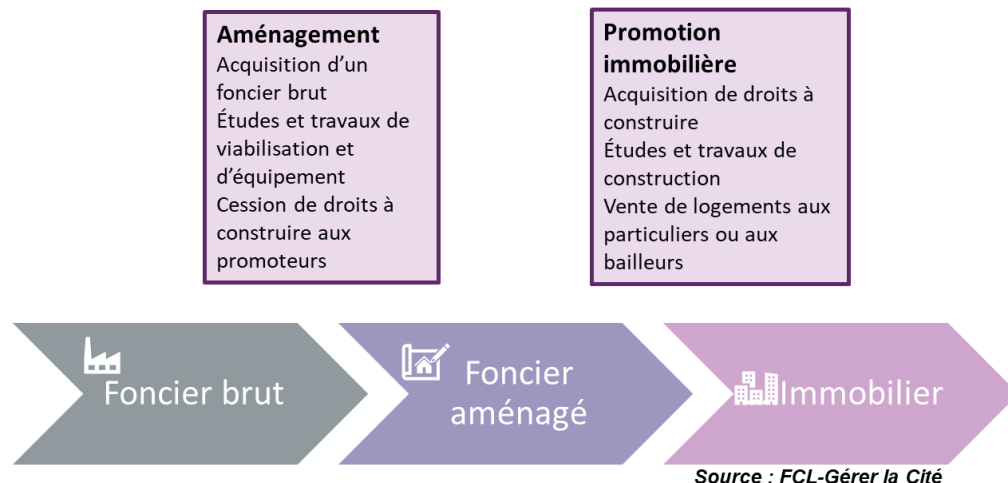 Aménagement
Acquisition d’un
foncier brut
Études et travaux de
viabilisation et
d’équipement
Cession de droits à
construire aux
promoteurs
Promotion
immobilière
Acquisition de droits à
construire
Études et travaux de
construction
Vente de logements aux
particuliers ou aux
bailleurs
Foncier brut
Foncier
aménagé
Immobilier
Source : FCL-Gérer la Cité